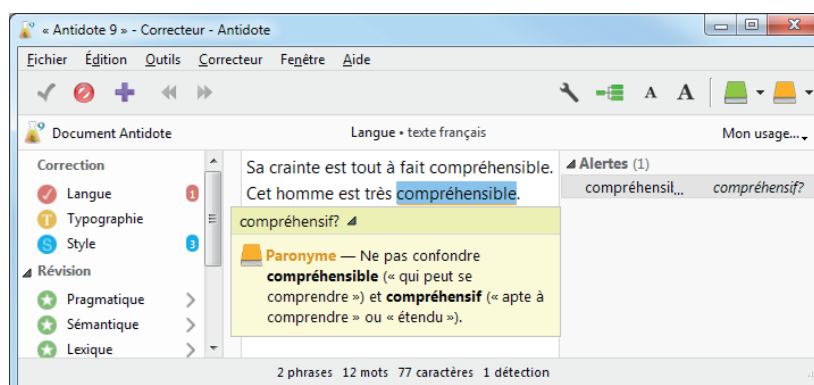 « Antidote 9 » - Correcteur - Antidote
Fichier Édition Outils Correcteur Fenêtre Aide
A A
9 Document Antidote Langue • texte français Mon usage...
Correction
Langue 1
T Typographie
S Style 3
Révision
Pragmatique
Sémantique
Lexique
Sa crainte est tout à fait compréhensible.
Cet homme est très compréhensible.
compréhensif?
Paronyme — Ne pas confondre
compréhensible (« qui peut se
comprendre ») et compréhensif (« apte à
comprendre » ou « étendu »).
Alertes (1)
compréhensil... compréhensif?
2 phrases 12 mots 77 caractères 1 détection